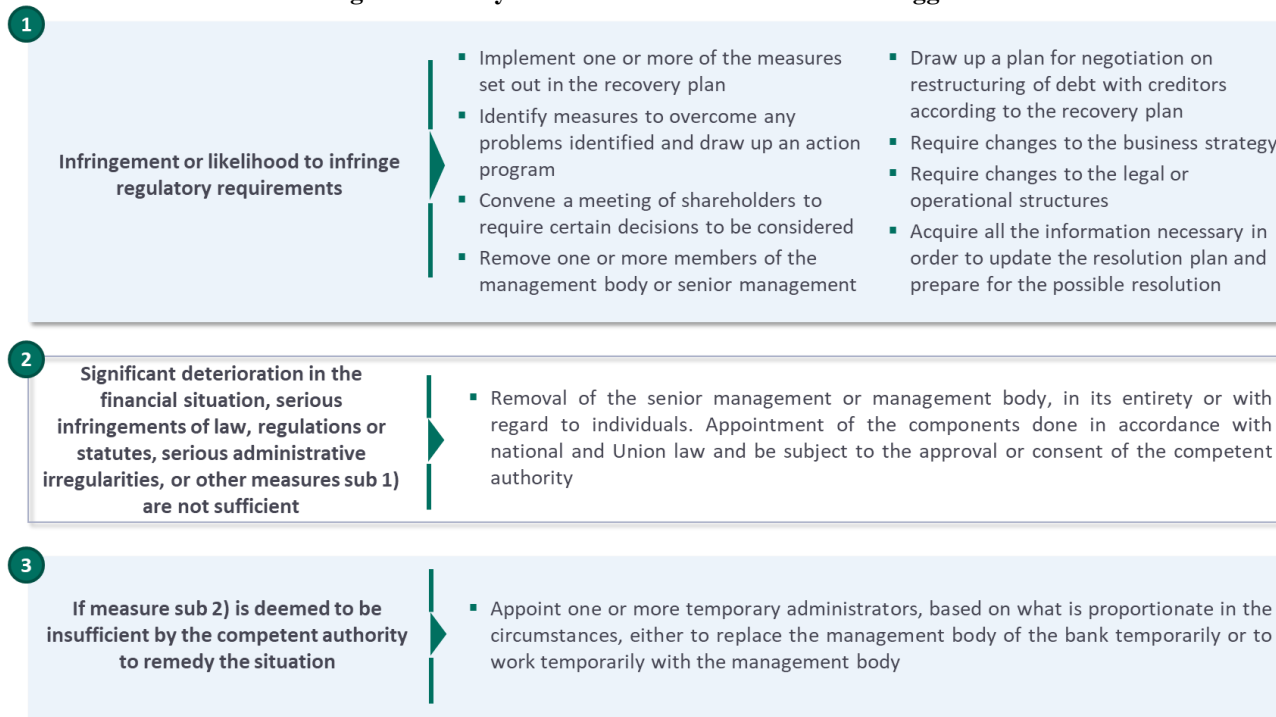 1
Infringement or likelihood to infringe
regulatory requirements
▪ Implement one or more of the measures
set out in the recovery plan
▪ Identify measures to overcome any
problems identified and draw up an action
program
▪ Convene a meeting of shareholders to
require certain decisions to be considered
▪ Remove one or more members of the
management body or senior management
▪ Draw up a plan for negotiation on
restructuring of debt with creditors
according to the recovery plan
▪ Require changes to the business strategy
▪ Require changes to the legal or
operational structures
▪ Acquire all the information necessary in
order to update the resolution plan and
prepare for the possible resolution
2
Significant deterioration in the
financial situation, serious
infringements of law, regulations or
statutes, serious administrative
irregularities, or other measures sub 1)
are not sufficient
▪ Removal of the senior management or management body, in its entirety or with
regard to individuals. Appointment of the components done in accordance with
national and Union law and be subject to the approval or consent of the competent
authority
3
If measure sub 2) is deemed to be
insufficient by the competent authority
to remedy the situation
▪ Appoint one or more temporary administrators, based on what is proportionate in the
circumstances, either to replace the management body of the bank temporarily or to
work temporarily with the management body